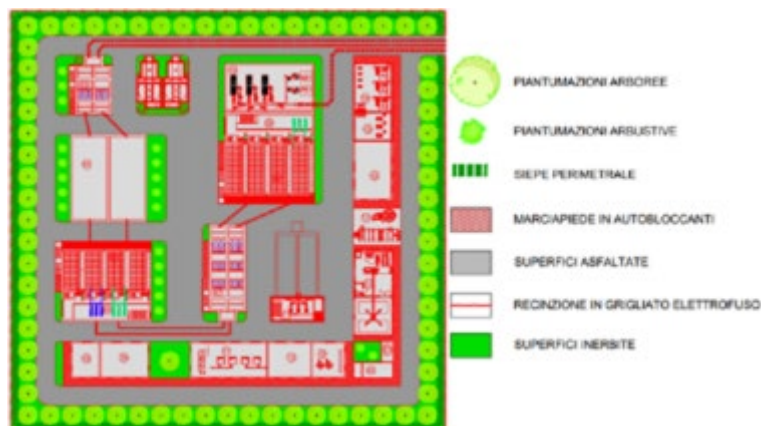 PIANTUMAZIONI ARBOREE
PIANTUMAZIONI ARBUSTIVE
SIEPE PERIMETRALE
MARCIAPIEDE IN AUTOBLOCCANTI
SUPERFICI ASFALTATE
RECINZIONE IN GRIGLIATO ELETTROFUSO
SUPERFICI INERBITE